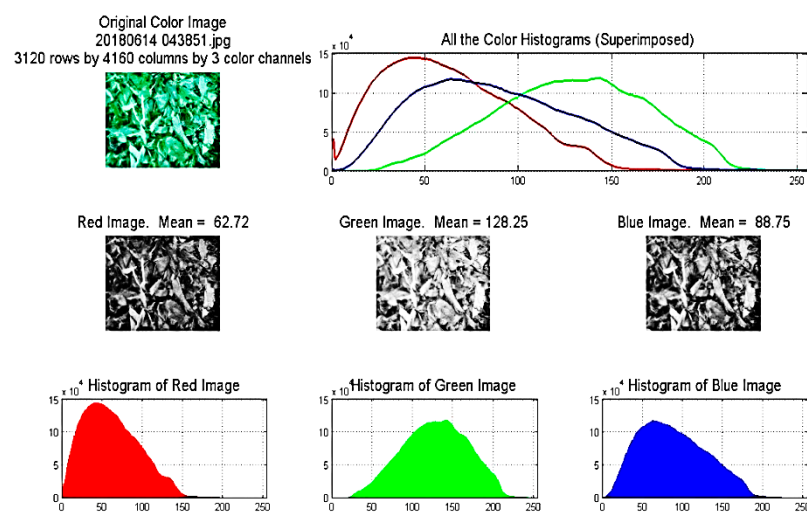 Original Color Image
20180614 043851.jpg
3120 rows by 4160 columns by 3 color channels
All the Color Histograms (Superimposed)
x 10 4
15
10
5
0
0 50 100 150 200 250
Red Image. Mean = 62.72
Green Image. Mean = 128.25
Blue Image. Mean = 88.75
x 10 4 Histogram of Red Image
15
10
5
0
0 50 100 150 200 250
x 10 4 Histogram of Green Image
15
10
5
0
0 50 100 150 200 250
x 10 4 Histogram of Blue Image
15
10
5
0
0 50 100 150 200 250